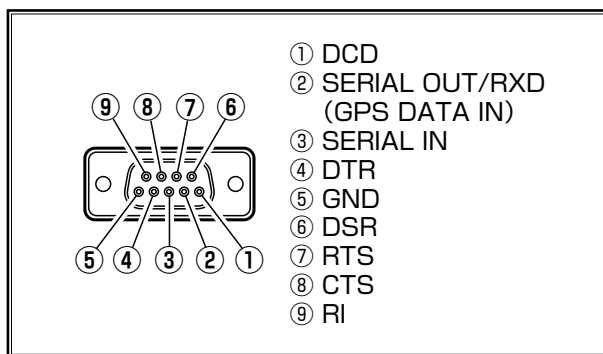 ① DCD
② SERIAL OUT/RXD
(GPS DATA IN)
③ SERIAL IN
④ DTR
⑤ GND
⑥ DSR
⑦ RTS
⑧ CTS
⑨ RI
⑨ ⑧ ⑦ ⑥
⑤ ④ ③ ② ①